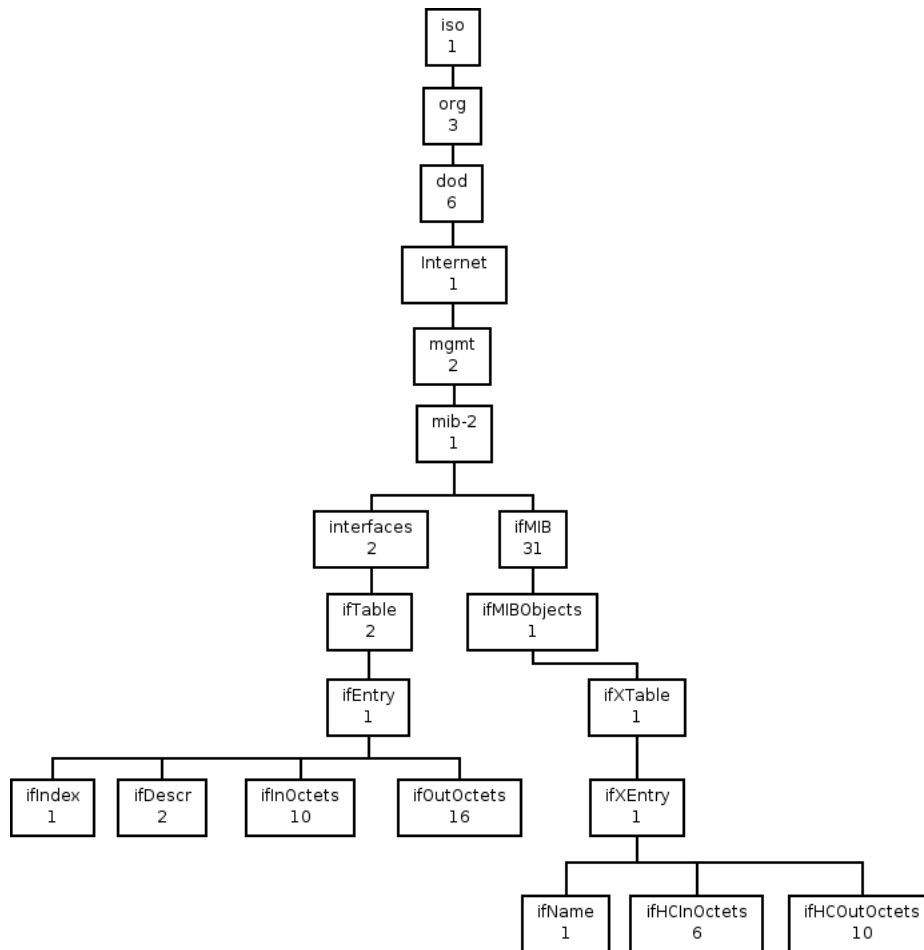 iso
1
org
3
dod
6
Internet
1
mgmt
2
mib-2
1
interfaces
2
ifMIB
31
ifTable
2
ifMIBObjects
1
ifEntry
1
ifXTable
1
ifIndex
1
ifDescr
2
ifInOctets
10
ifOutOctets
16
ifXEntry
1
ifName
1
ifHCInOctets
6
ifHCOutOctets
10